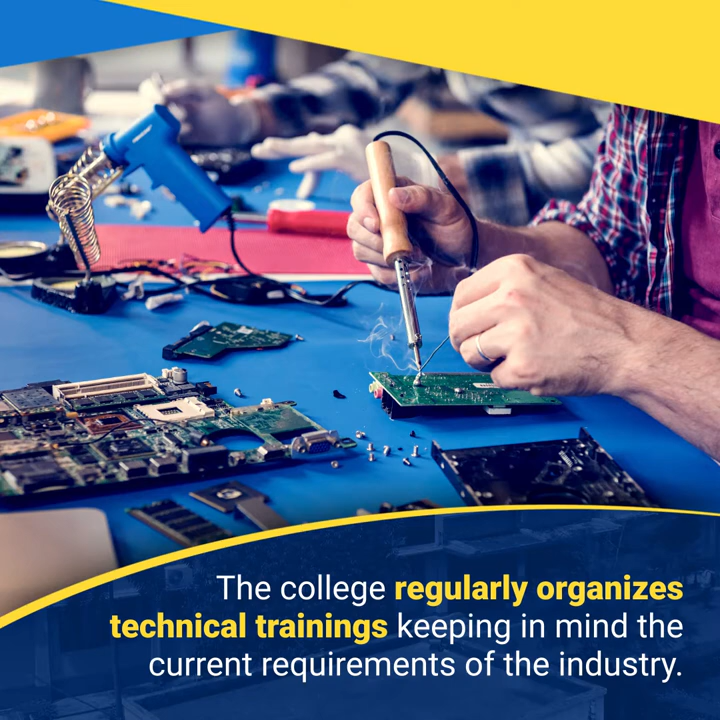 The college regularly organizes
technical trainings keeping in mind the
current requirements of the industry.